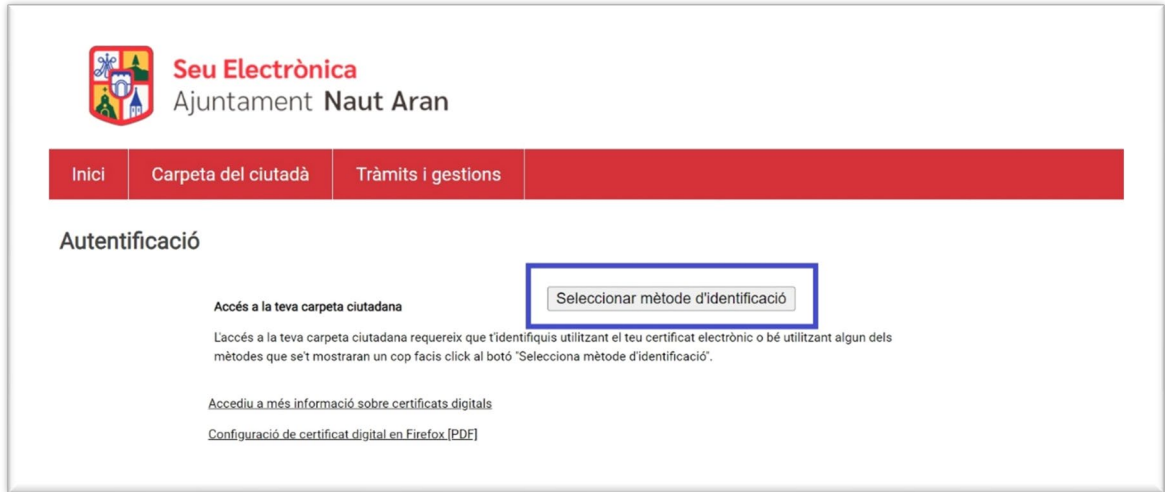 Seu Electrònica
Ajuntament Naut Aran
Inici
Carpeta del ciutadà
Tràmits i gestions
Autentificació
Seleccionar mètode d'identificació
Accés a la teva carpeta ciutadana
L'accés a la teva carpeta ciutadana requereix que t'identifiquis utilitzant el teu certificat electrònic o bé utilitzant algun dels
mètodes que se't mostraran un cop facis click al botó "Selecciona mètode d'identificació".
Accediu a més informació sobre certificats digitals
Configuració de certificat digital en Firefox [PDF]